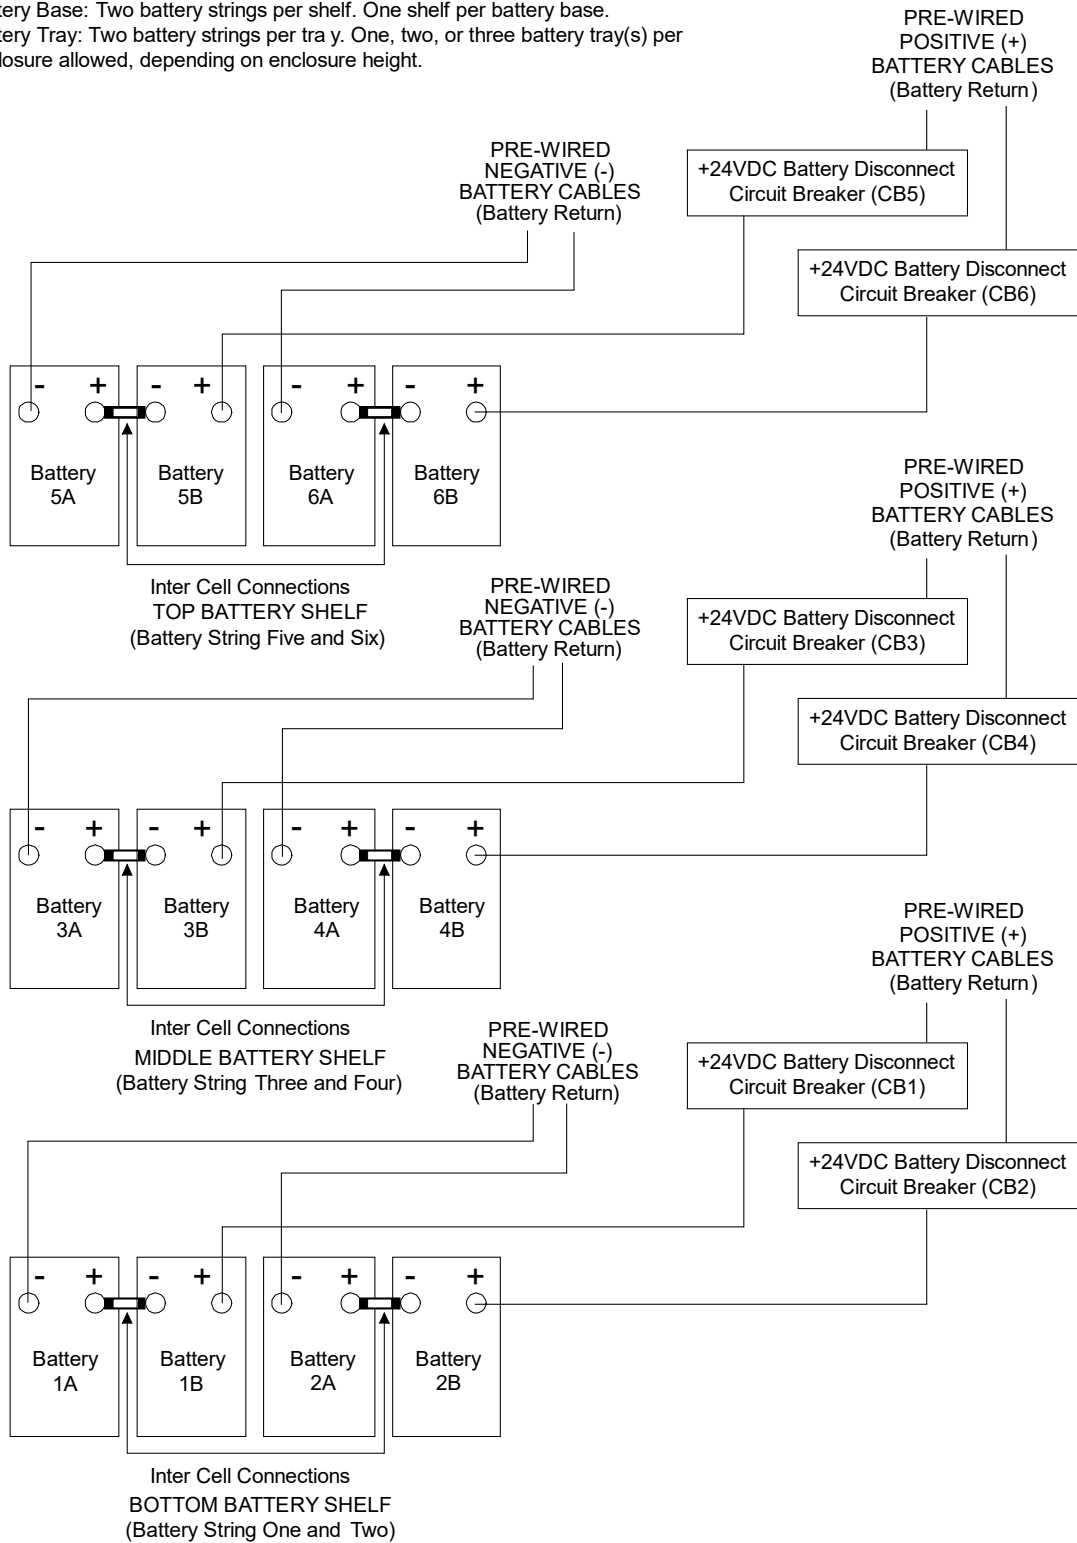 tery Base: Two battery strings per shelf. One shelf per battery base.
tery Tray: Two battery strings per tra y. One, two, or three battery tray(s) per
losure allowed, depending on enclosure height.
PRE-WIRED
POSITIVE (+)
BATTERY CABLES
(Battery Return)
PRE-WIRED
NEGATIVE (-)
BATTERY CABLES
(Battery Return)
+24VDC Battery Disconnect
Circuit Breaker (CB5)
+24VDC Battery Disconnect
Circuit Breaker (CB6)
- + - + - + - +
Battery
5A
Battery
5B
Battery
6A
Battery
6B
Inter Cell Connections
TOP BATTERY SHELF
(Battery String Five and Six)
PRE-WIRED
POSITIVE (+)
BATTERY CABLES
(Battery Return)
PRE-WIRED
NEGATIVE (-)
BATTERY CABLES
(Battery Return)
+24VDC Battery Disconnect
Circuit Breaker (CB3)
+24VDC Battery Disconnect
Circuit Breaker (CB4)
- + - + - + - +
Battery
3A
Battery
3B
Battery
4A
Battery
4B
Inter Cell Connections
MIDDLE BATTERY SHELF
(Battery String Three and Four)
PRE-WIRED
POSITIVE (+)
BATTERY CABLES
(Battery Return)
PRE-WIRED
NEGATIVE (-)
BATTERY CABLES
(Battery Return)
+24VDC Battery Disconnect
Circuit Breaker (CB1)
+24VDC Battery Disconnect
Circuit Breaker (CB2)
- + - + - + - +
Battery
1A
Battery
1B
Battery
2A
Battery
2B
Inter Cell Connections
BOTTOM BATTERY SHELF
(Battery String One and Two)